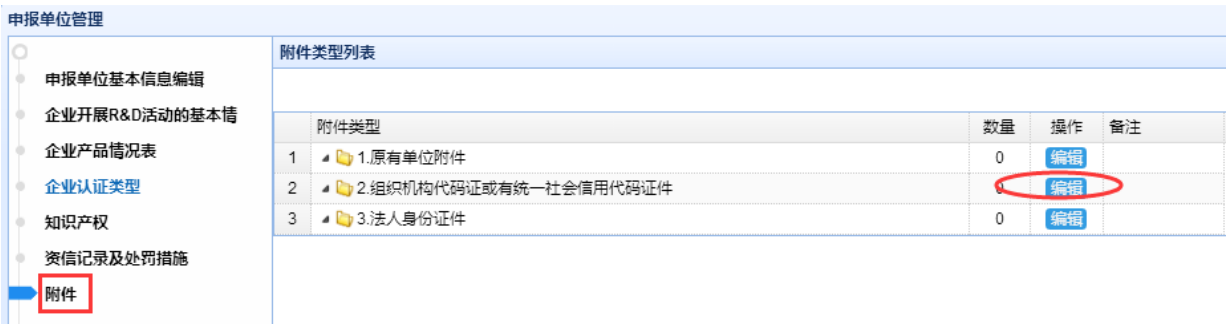 申报单位管理
附件类型列表
申报单位基本信息编辑
企业开展R&D活动的基本情
企业产品情况表
企业认证类型
知识产权
资信记录及处罚措施
附件
附件类型 数量 操作 备注
1 1.原有单位附件 0 编辑
2 2.组织机构代码证或有统一社会信用代码证件 0 编辑
3 3.法人身份证件 0 编辑